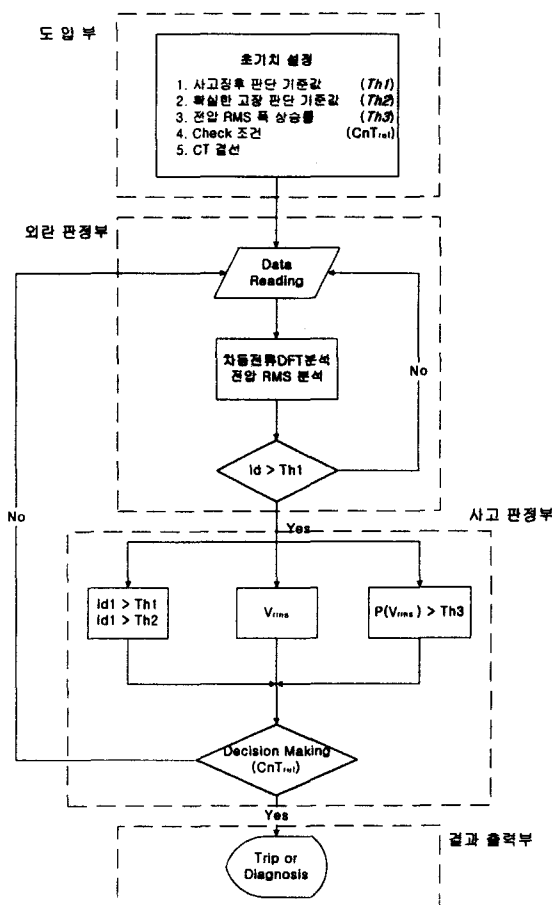 도 입 부
초기치 설정
1. 사고징후 판단 기준값 (Th1)
2. 확실한 고장 판단 기준값 (Th2)
3. 전압 RMS 폭 상승률 (Th3)
4. Check 조건 (CnTref)
5. CT 결선
외란 판정부
Data
Reading
차동전류DFT분석
전압 RMS 분석
No
Id > Th1
No
Yes
사고 판정부
Id1 > Th1
Id1 > Th2
Vrms
P(Vrms) > Th3
Decision Making
(CnTref)
Yes
결과 출력부
Trip or
Diagnosis